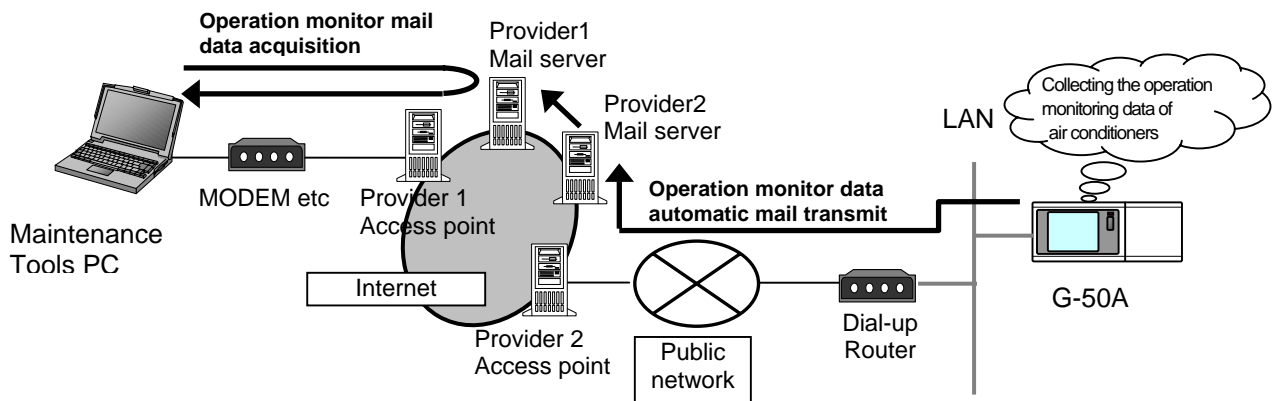 Operation monitor mail
data acquisition
Provider1
Mail server
Provider2
Mail server
LAN
Collecting the operation
monitoring data of
air conditioners
MODEM etc
Provider 1
Access point
Operation monitor data
automatic mail transmit
Maintenance
Tools PC
Internet
G-50A
Provider 2
Access point
Public
network
Dial-up
Router